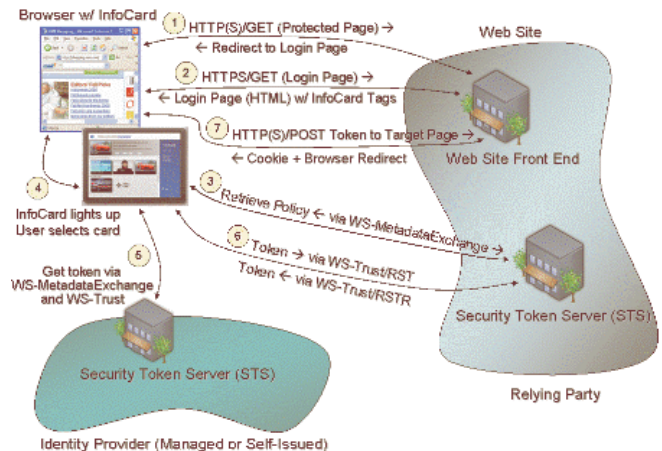 Browser w/ InfoCard
1
HTTP(S)/GET (Protected Page) →
← Redirect to Login Page
Web Site
2
HTTPS/GET (Login Page) →
← Login Page (HTML) w/ InfoCard Tags
7
HTTP(S)/POST Token to Target Page →
← Cookie + Browser Redirect
Web Site Front End
4
3
Retrieve Policy ← via WS-MetadataExchange →
InfoCard lights up
User selects card
5
6
Token → via WS-Trust/RST
Token ← via WS-Trust/RSTR
Get token via
WS-MetadataExchange
and WS-Trust
Security Token Server (STS)
Security Token Server (STS)
Relying Party
Identity Provider (Managed or Self-Issued)